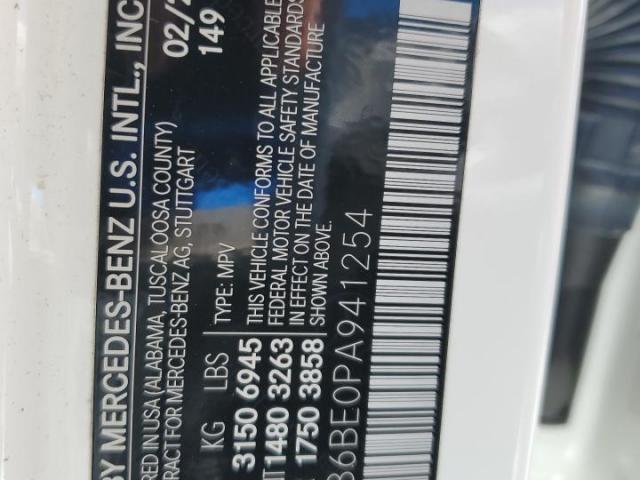 BY MERCEDES-BENZ U.S. INTL., INC
RED IN USA (ALABAMA, TUSCALOOSA COUNTY)
RACT FOR MERCEDES-BENZ AG, STUTTGART
02/2
149
KG LBS
3150 6945
1480 3263
1750 3858
TYPE: MPV
THIS VEHICLE CONFORMS TO ALL APPLICABLE
FEDERAL MOTOR VEHICLE SAFETY STANDARDS
IN EFFECT ON THE DATE OF MANUFACTURE
SHOWN ABOVE.
B6BE0PA941254